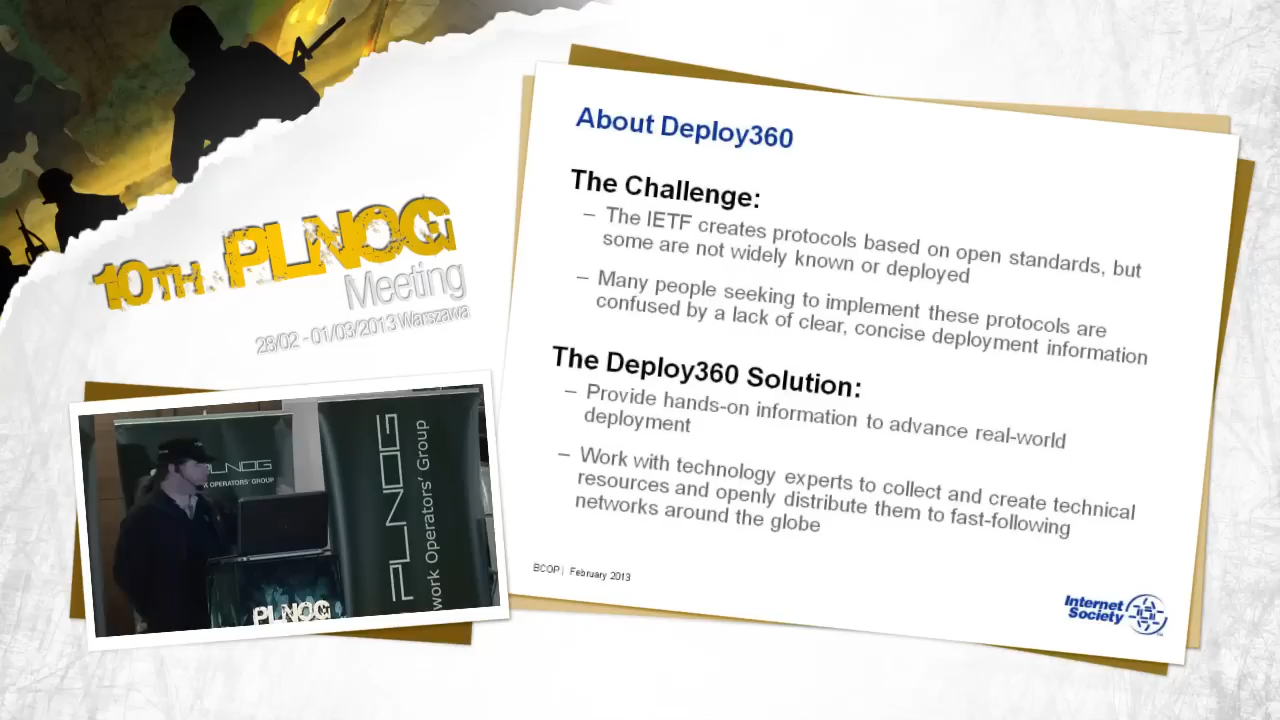 10TH PLNOG
Meeting
28/02 - 01/03/2013 Warszawa
PLNOG
K OPERATORS' GROUP
PLNOG
work Operators' Group
PLNOG
About Deploy360
The Challenge:
– The IETF creates protocols based on open standards, but
some are not widely known or deployed
– Many people seeking to implement these protocols are
confused by a lack of clear, concise deployment information
The Deploy360 Solution:
– Provide hands-on information to advance real-world
deployment
– Work with technology experts to collect and create technical
resources and openly distribute them to fast-following
networks around the globe
BCOP | February 2013
Internet
Society